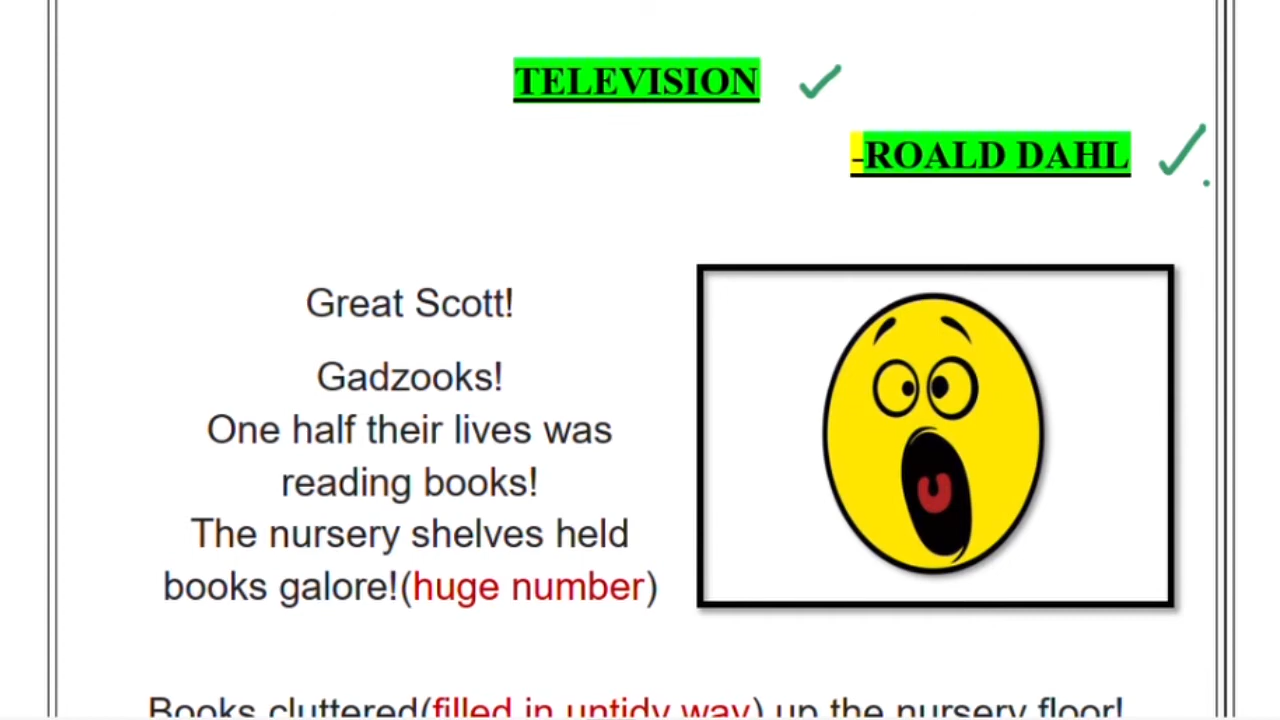 TELEVISION
-ROALD DAHL
Great Scott!
Gadzooks!
One half their lives was
reading books!
The nursery shelves held
books galore!(huge number)
Books cluttered(filled in untidy way) up the nursery floor!